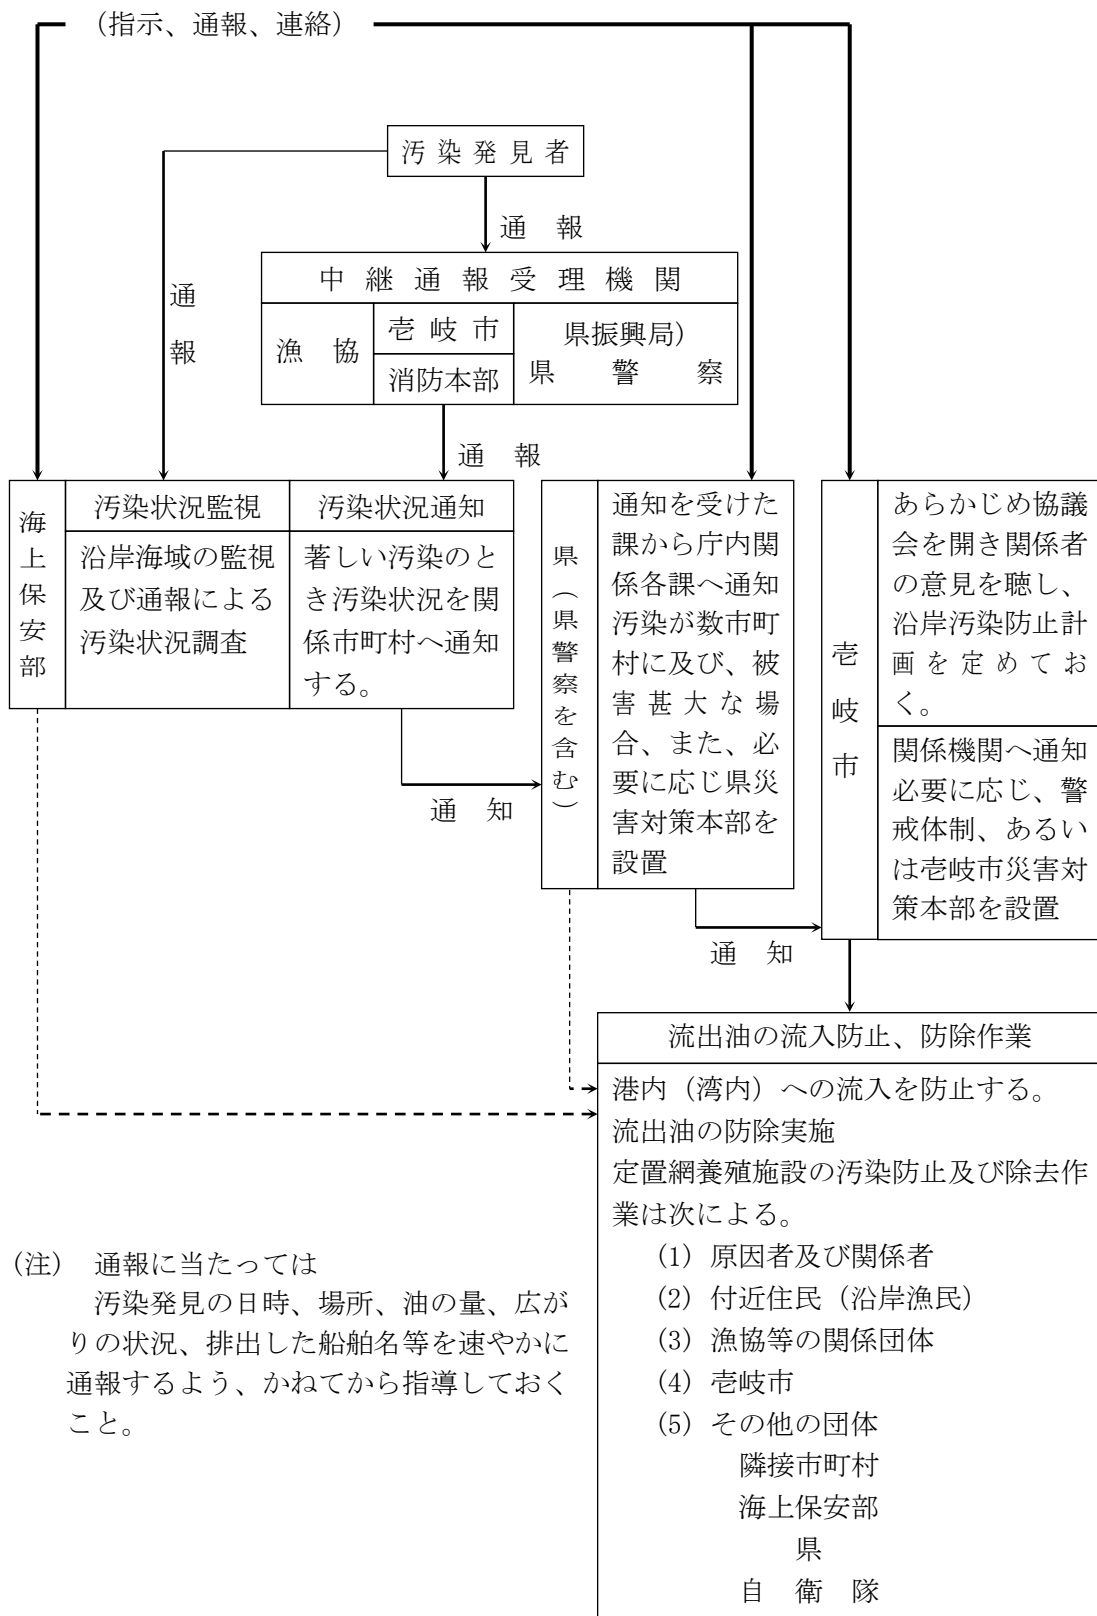 （指示、通報、連絡）
汚染発見者
通報
通報
中継通報受理機関
漁協
壱岐市
消防本部
県振興局)
県警察
通報
海上保安部
汚染状況監視
沿岸海域の監視
及び通報による
汚染状況調査
汚染状況通知
著しい汚染のと
き汚染状況を関
係市町村へ通知
する。
通知
県（県警察を含む）
通知を受けた
課から庁内関
係各課へ通知
汚染が数市町
村に及び、被
害甚大な場
合、また、必
要に応じ県災
害対策本部を
設置
通知
壱岐市
あらかじめ協議
会を開き関係者
の意見を聴し、
沿岸汚染防止計
画を定めてお
く。
関係機関へ通知
必要に応じ、警
戒体制、あるい
は壱岐市災害対
策本部を設置
流出油の流入防止、防除作業
港内（湾内）への流入を防止する。
流出油の防除実施
定置網養殖施設の汚染防止及び除去作
業は次による。
(1) 原因者及び関係者
(2) 付近住民（沿岸漁民）
(3) 漁協等の関係団体
(4) 壱岐市
(5) その他の団体
隣接市町村
海上保安部
県
自衛隊
（注）　通報に当たっては
汚染発見の日時、場所、油の量、広が
りの状況、排出した船舶名等を速やかに
通報するよう、かねてから指導しておく
こと。